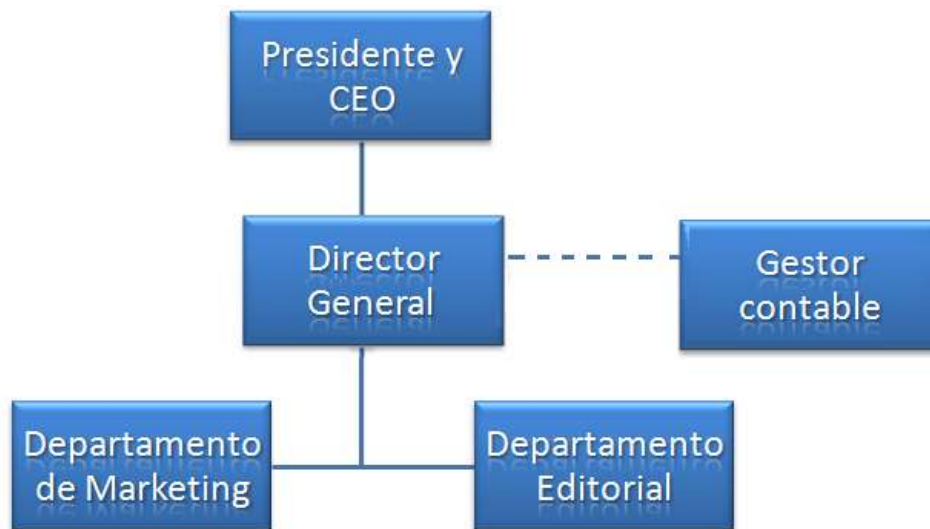 Presidente y
CEO
Director
General
Gestor
contable
Departamento
de Marketing
Departamento
Editorial